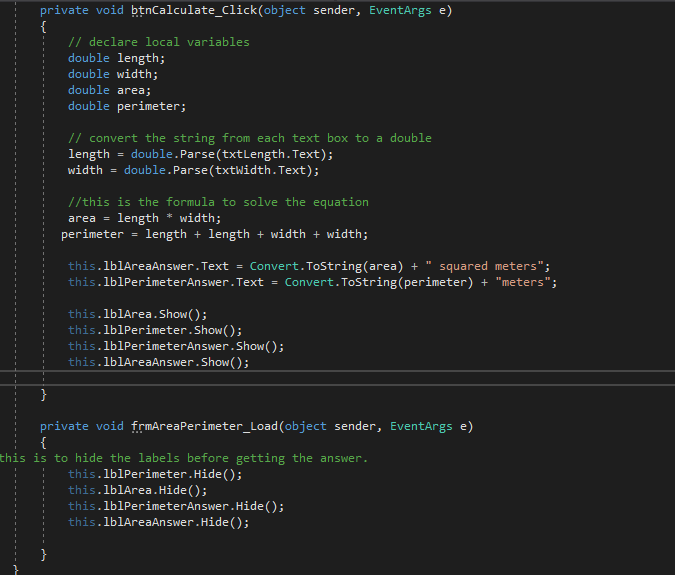 private void btnCalculate_Click(object sender, EventArgs e)
{
// declare local variables
double length;
double width;
double area;
double perimeter;
// convert the string from each text box to a double
length = double.Parse(txtLength.Text);
width = double.Parse(txtWidth.Text);
//this is the formula to solve the equation
area = length * width;
perimeter = length + length + width + width;
this.lblAreaAnswer.Text = Convert.ToString(area) + " squared meters";
this.lblPerimeterAnswer.Text = Convert.ToString(perimeter) + "meters";
this.lblArea.Show();
this.lblPerimeter.Show();
this.lblPerimeterAnswer.Show();
this.lblAreaAnswer.Show();
}
private void frmAreaPerimeter_Load(object sender, EventArgs e)
{
this is to hide the labels before getting the answer.
this.lblPerimeter.Hide();
this.lblArea.Hide();
this.lblPerimeterAnswer.Hide();
this.lblAreaAnswer.Hide();
}
}